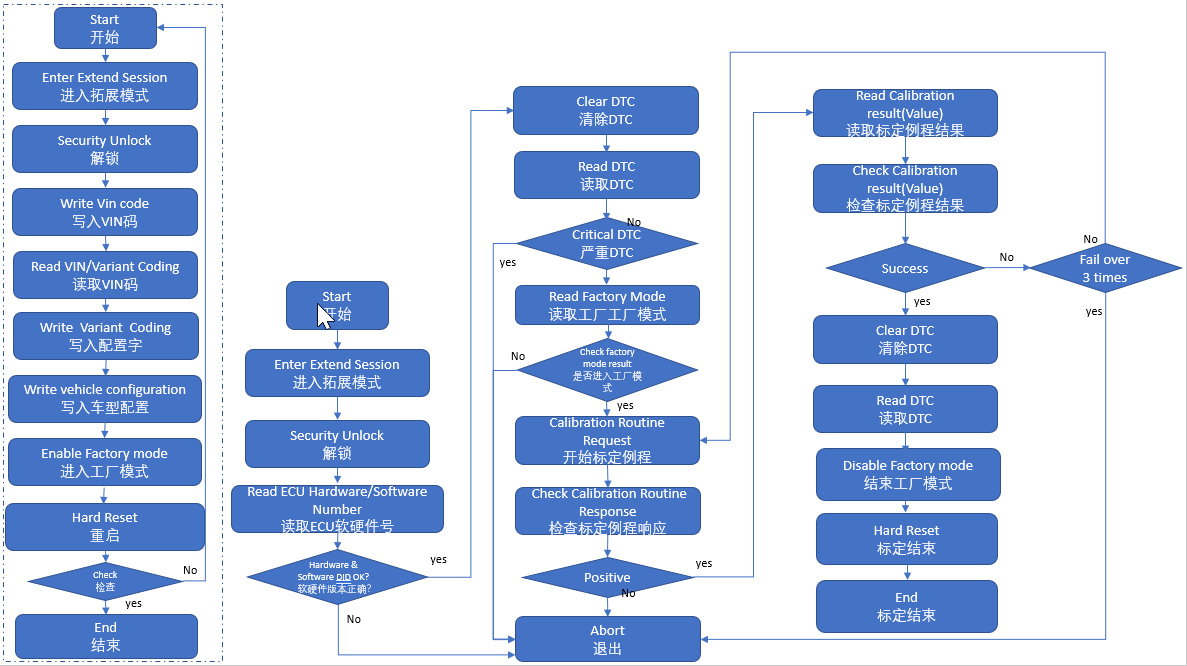 Start
开始
Enter Extend Session
进入拓展模式
Security Unlock
解锁
Write Vin code
写入VIN码
Read VIN/Variant Coding
读取VIN码
Write Variant Coding
写入配置字
Write vehicle configuration
写入车型配置
Enable Factory mode
进入工厂模式
Hard Reset
重启
Check
检查
No
yes
End
结束
Start
开始
Enter Extend Session
进入拓展模式
Security Unlock
解锁
Read ECU Hardware/Software
Number
读取ECU软硬件号
Hardware &
Software DID OK?
软硬件版本正确?
yes
No
Clear DTC
清除DTC
Read DTC
读取DTC
No
Critical DTC
严重DTC
yes
Read Factory Mode
读取工厂工厂模式
No
Check factory
mode result
是否进入工厂模
式
yes
Calibration Routine
Request
开始标定例程
Check Calibration Routine
Response
检查标定例程响应
Positive
yes
No
Abort
退出
Read Calibration
result(Value)
读取标定例程结果
Check Calibration
result(Value)
检查标定例程结果
Success
No
yes
No
Fail over
3 times
yes
Clear DTC
清除DTC
Read DTC
读取DTC
Disable Factory mode
结束工厂模式
Hard Reset
标定结束
End
标定结束